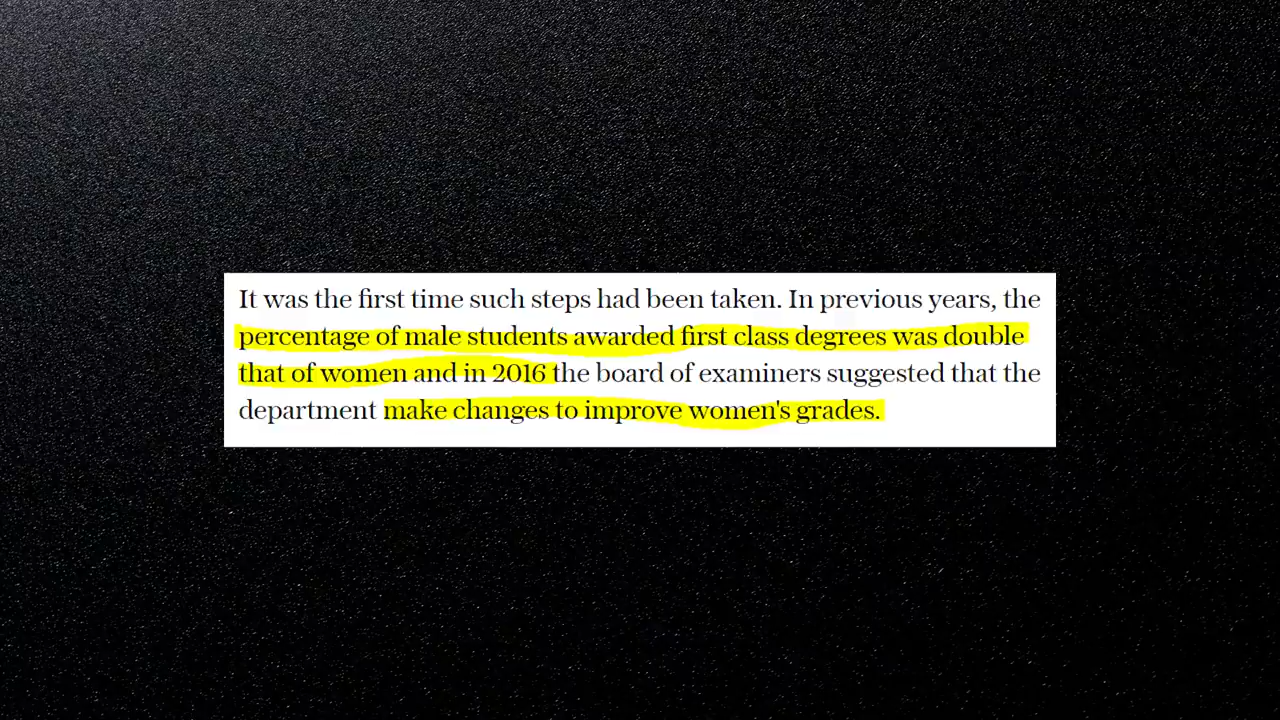 It was the first time such steps had been taken. In previous years, the
percentage of male students awarded first class degrees was double
that of women and in 2016 the board of examiners suggested that the
department make changes to improve women's grades.